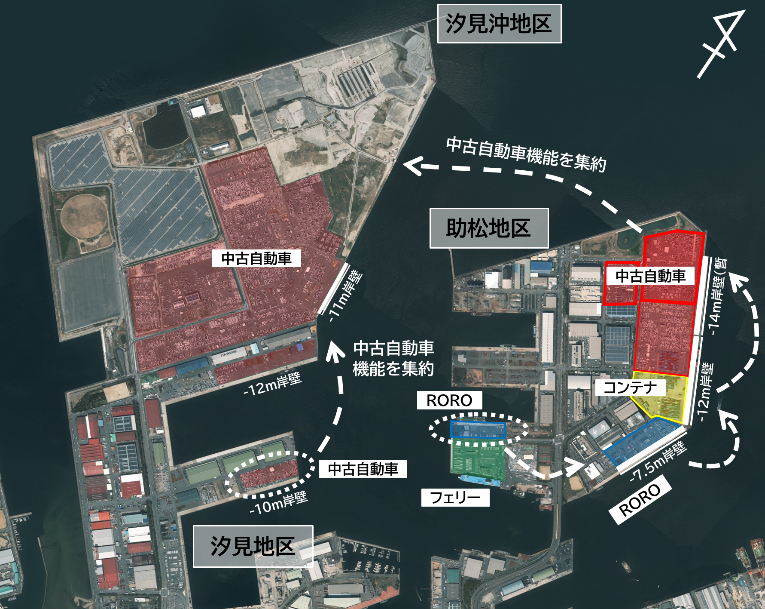 汐見沖地区
中古自動車機能を集約
助松地区
中古自動車
中古自動車
-11m岸壁
-14m岸壁(暫
中古自動車
機能を集約
-12m岸壁
コンテナ
-12m岸壁
RORO
中古自動車
-7.5m岸壁
-10m岸壁
フェリー
RORO
汐見地区